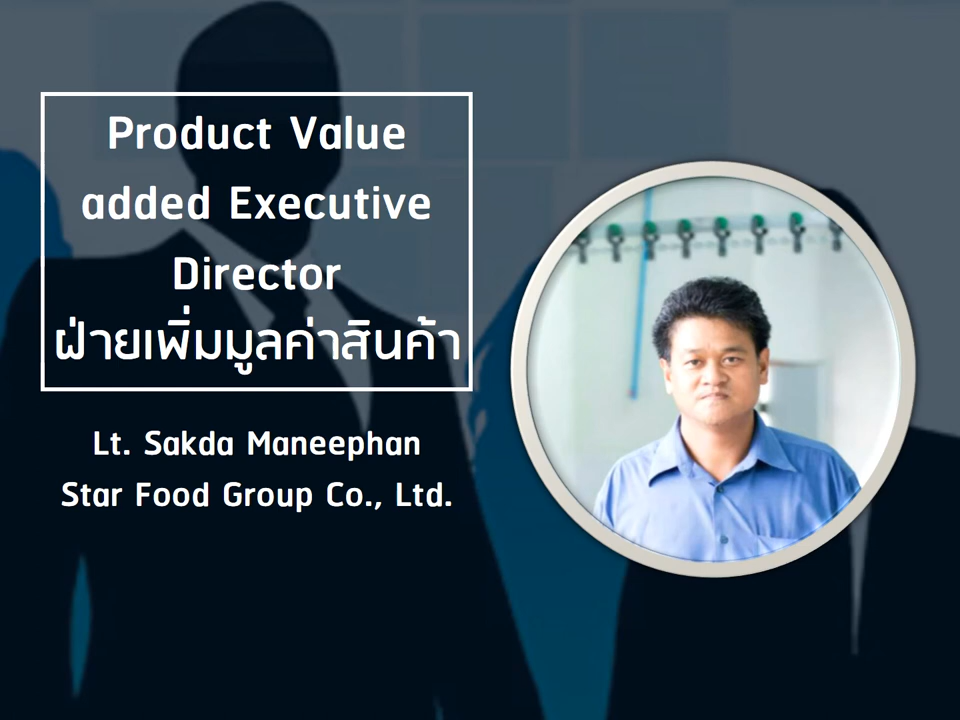 Product Value
added Executive
Director
ฝ่ายเพิ่มมูลค่าสินค้า
Lt. Sakda Maneephan
Star Food Group Co., Ltd.